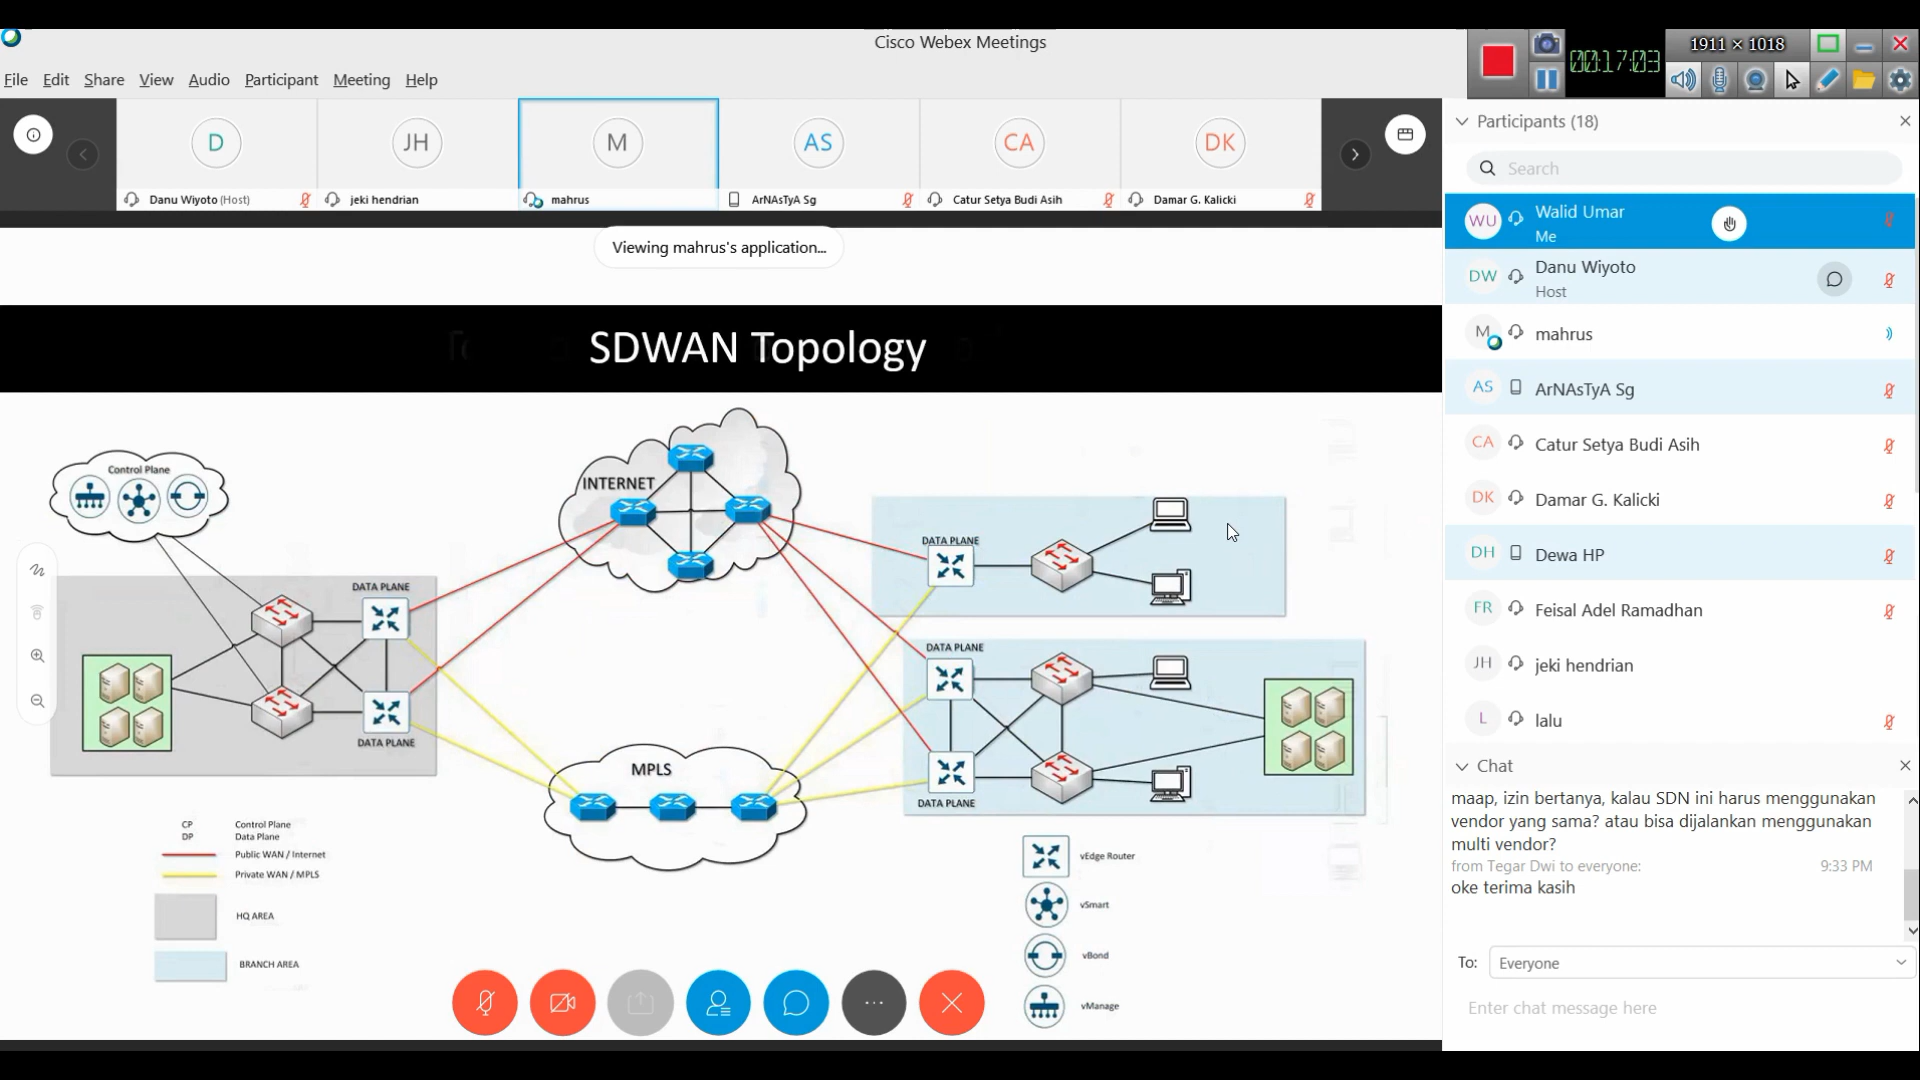 Cisco Webex Meetings
00:17:03
1911 × 1018
File Edit Share View Audio Participant Meeting Help
D
JH
M
AS
CA
DK
Danu Wiyoto (Host)
jeki hendrian
mahrus
ArNAsTyA Sg
Catur Setya Budi Asih
Damar G. Kalicki
Viewing mahrus's application...
SDWAN Topology
Control Plane
INTERNET
DATA PLANE
DATA PLANE
DATA PLANE
DATA PLANE
DATA PLANE
MPLS
CP Control Plane
DP Data Plane
Public WAN / Internet
Private WAN / MPLS
HQ AREA
BRANCH AREA
vEdge Router
vSmart
vBond
vManage
Participants (18)
Search
WU Walid Umar
Me
DW Danu Wiyoto
Host
M mahrus
AS ArNAsTyA Sg
CA Catur Setya Budi Asih
DK Damar G. Kalicki
DH Dewa HP
FR Feisal Adel Ramadhan
JH jeki hendrian
L lalu
Chat
maap, izin bertanya, kalau SDN ini harus menggunakan
vendor yang sama? atau bisa dijalankan menggunakan
multi vendor?
from Tegar Dwi to everyone: 9:33 PM
oke terima kasih
To: Everyone
Enter chat message here